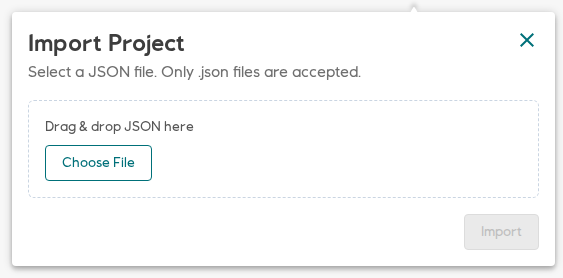 Import Project
Select a JSON file. Only .json files are accepted.
Drag & drop JSON here
Choose File
Import